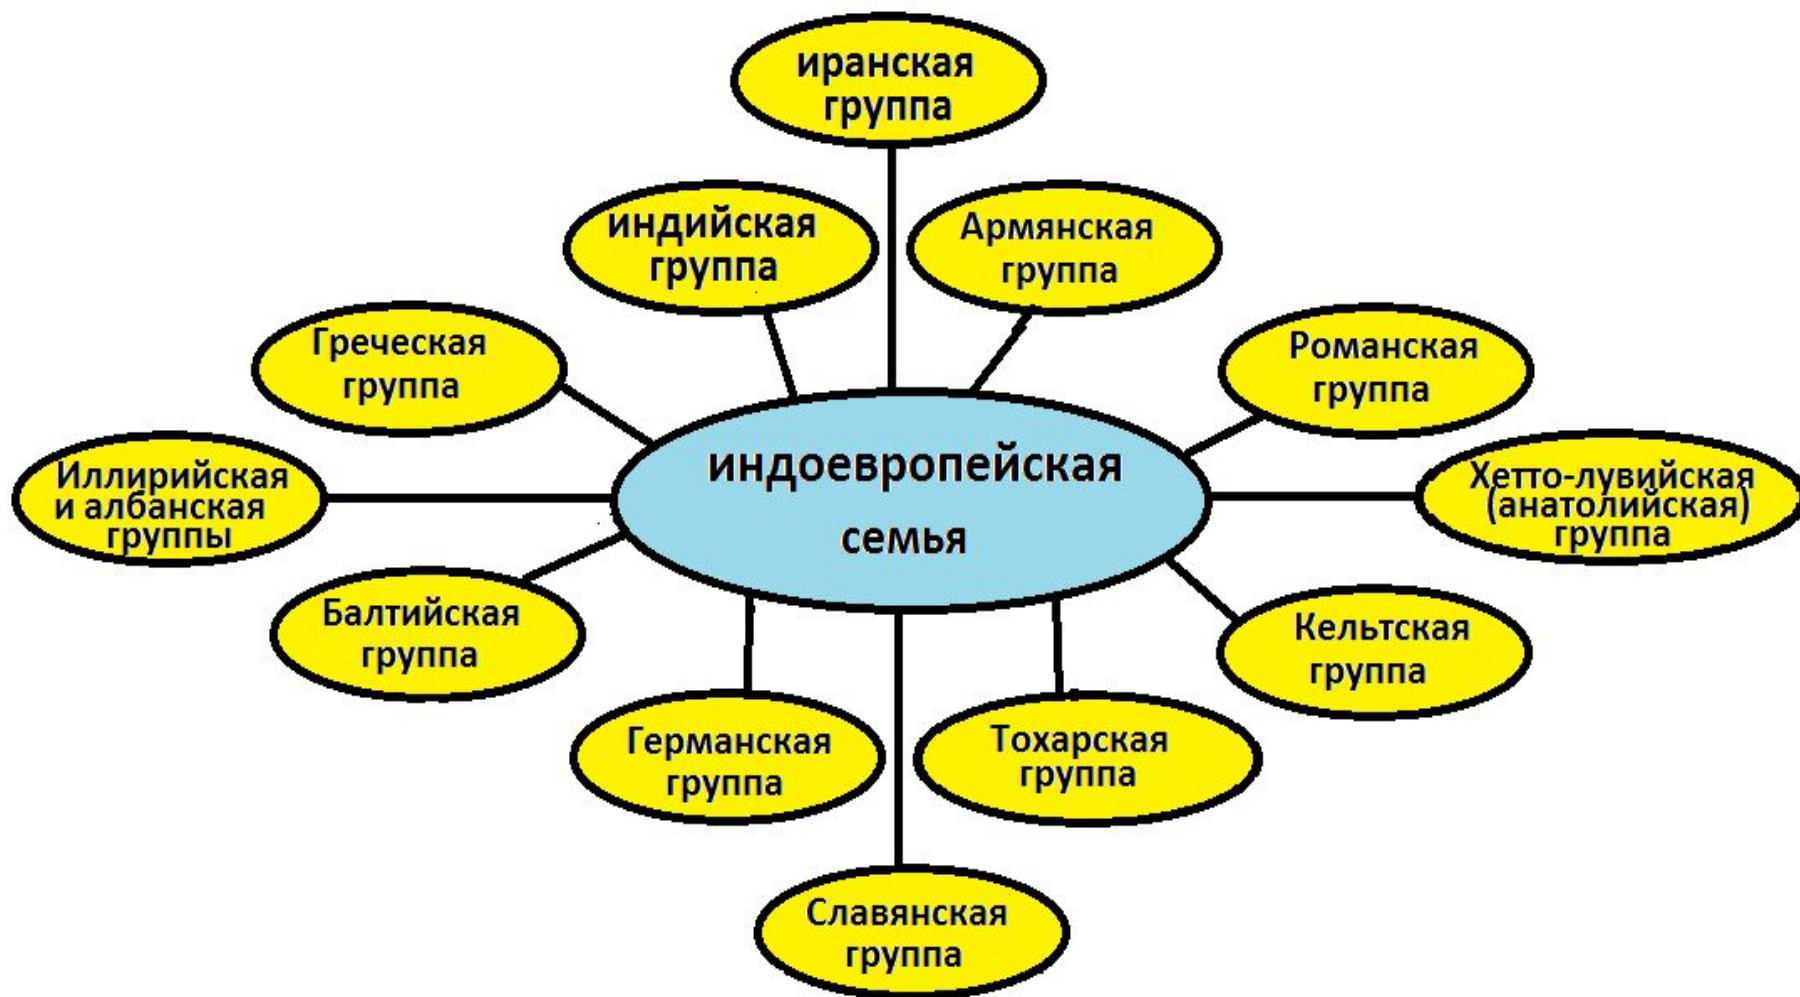 иранская
группа
индийская
группа
Армянская
группа
Греческая
группа
Романская
группа
Иллирийская
и албанская
группы
индоевропейская
семья
Хетто-лувийская
(анатолийская)
группа
Балтийская
группа
Кельтская
группа
Германская
группа
Тохарская
группа
Славянская
группа